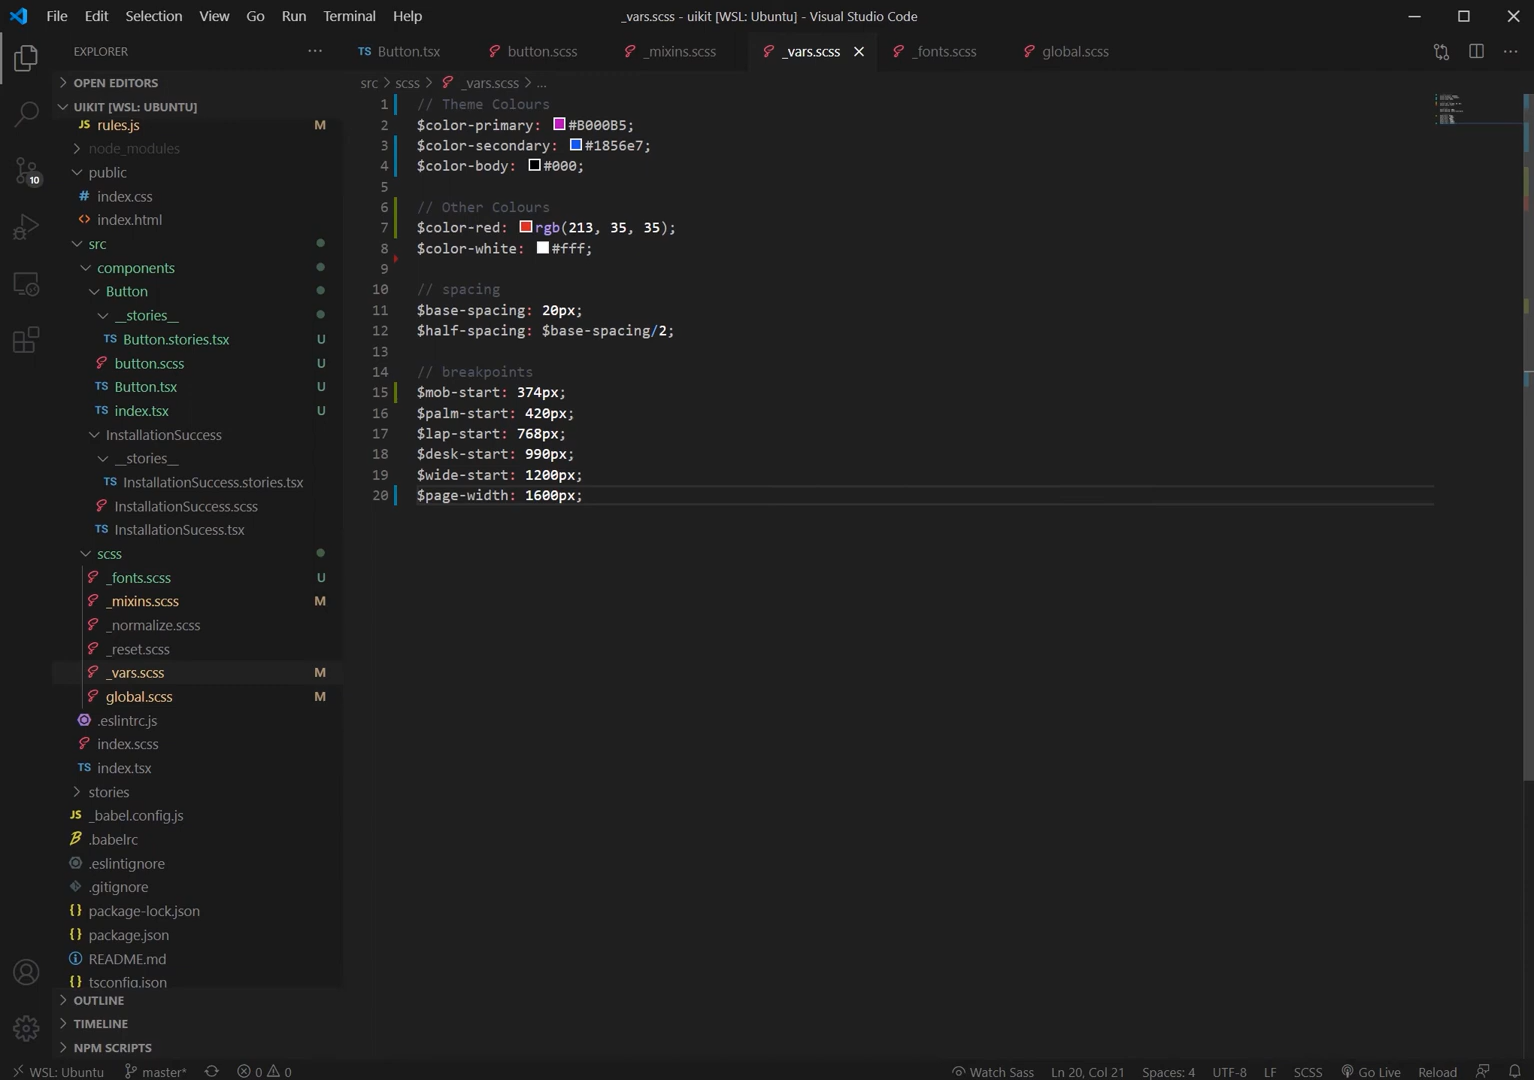 File Edit Selection View Go Run Terminal Help
_vars.scss - uikit [WSL: Ubuntu] - Visual Studio Code
EXPLORER ...
OPEN EDITORS
UIKIT [WSL: UBUNTU]
JS rules.js M
node_modules
public
# index.css
<> index.html
src
components
Button
__stories__
TS Button.stories.tsx U
button.scss U
TS Button.tsx U
TS index.tsx U
InstallationSuccess
__stories__
TS InstallationSuccess.stories.tsx
InstallationSuccess.scss
TS InstallationSucess.tsx
scss
_fonts.scss U
_mixins.scss M
_normalize.scss
_reset.scss
_vars.scss M
global.scss M
.eslintrc.js
index.scss
TS index.tsx
stories
JS _babel.config.js
.babelrc
.eslintignore
.gitignore
{} package-lock.json
{} package.json
README.md
{} tsconfig.json
OUTLINE
TIMELINE
NPM SCRIPTS
10
TS Button.tsx button.scss _mixins.scss _vars.scss _fonts.scss global.scss ...
src > scss > _vars.scss > ...
1 // Theme Colours
2 $color-primary: #B000B5;
3 $color-secondary: #1856e7;
4 $color-body: #000;
5
6 // Other Colours
7 $color-red: rgb(213, 35, 35);
8 $color-white: #fff;
9
10 // spacing
11 $base-spacing: 20px;
12 $half-spacing: $base-spacing/2;
13
14 // breakpoints
15 $mob-start: 374px;
16 $palm-start: 420px;
17 $lap-start: 768px;
18 $desk-start: 990px;
19 $wide-start: 1200px;
20 $page-width: 1600px;
WSL: Ubuntu master* 0 0 Watch Sass Ln 20, Col 21 Spaces: 4 UTF-8 LF SCSS Go Live Reload